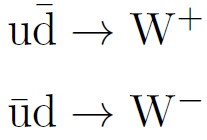 ud̄ → W⁺
ūd → W⁻